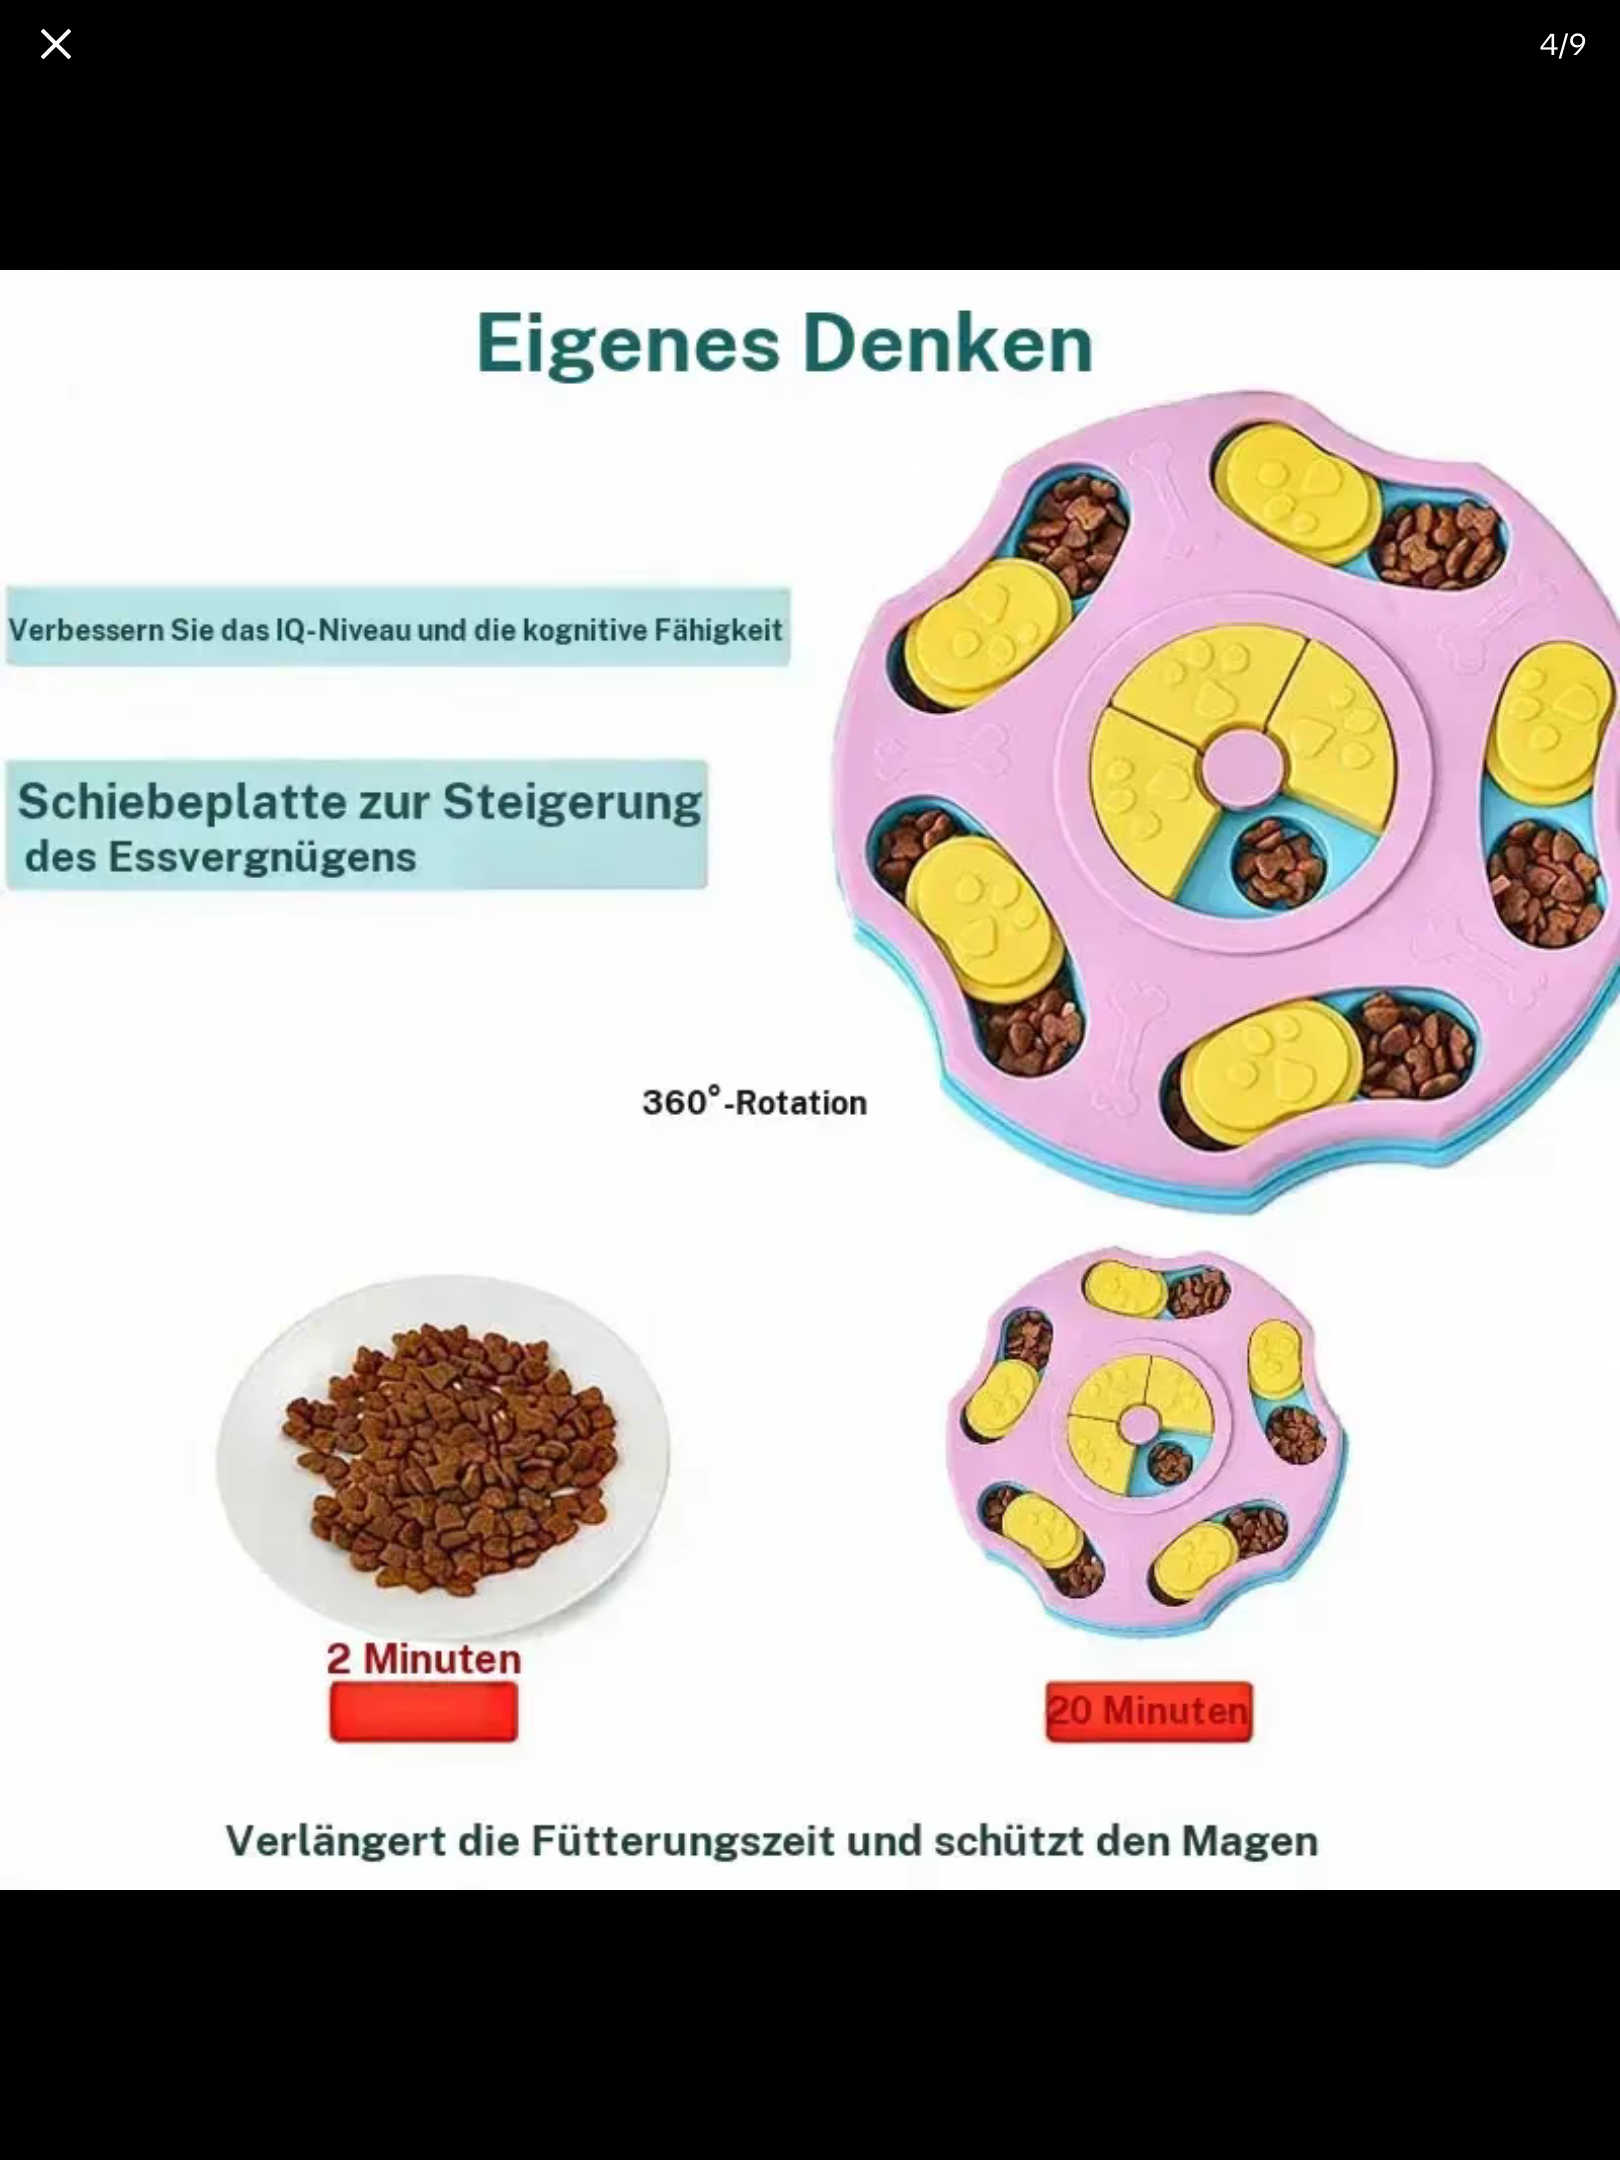 4/9
Eigenes Denken
Verbessern Sie das IQ-Niveau und die kognitive Fähigkeit
Schiebeplatte zur Steigerung
des Essvergnügens
360°-Rotation
2 Minuten
20 Minuten
Verlängert die Fütterungszeit und schützt den Magen